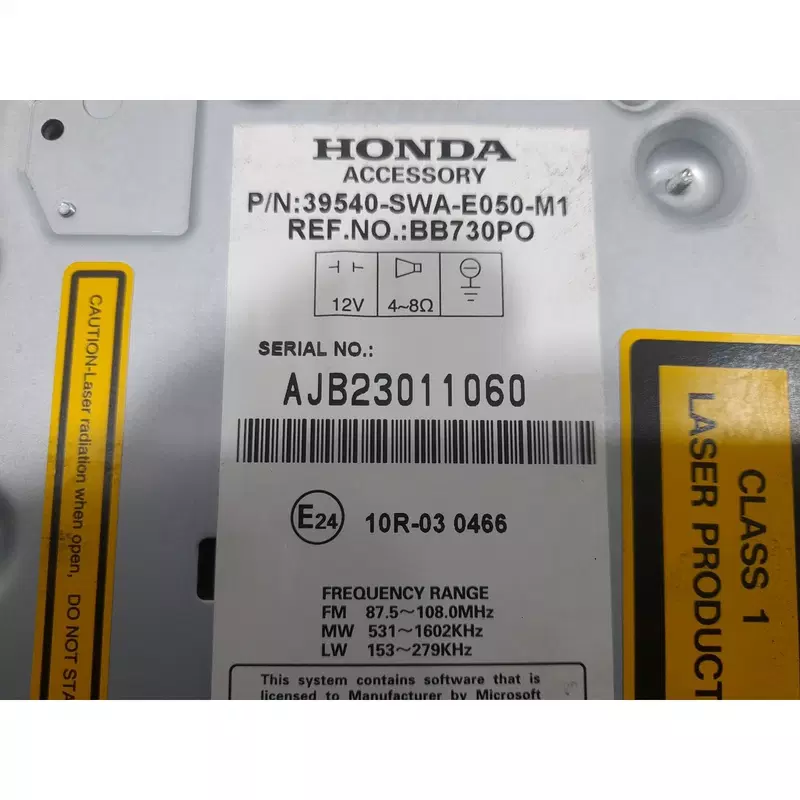 HONDA
ACCESSORY
P/N:39540-SWA-E050-M1
REF.NO.:BB730PO
12V
4~8Ω
SERIAL NO.:
AJB23011060
E24
10R-03 0466
FREQUENCY RANGE
FM 87.5~108.0MHz
MW 531~1602KHz
LW 153~279KHz
This system contains software that is
licensed to Manufacturer by Microsoft
CAUTION-Laser radiation when open, DO NOT STA
CLASS 1
LASER PRODUCT